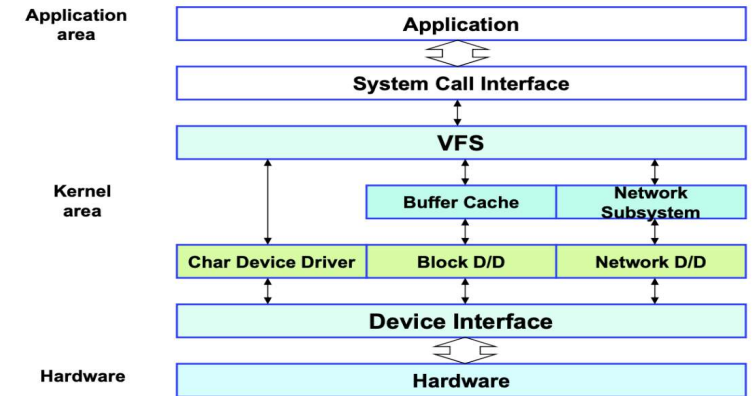 Application
area
Application
System Call Interface
VFS
Kernel
area
Buffer Cache
Network
Subsystem
Char Device Driver
Block D/D
Network D/D
Device Interface
Hardware
Hardware